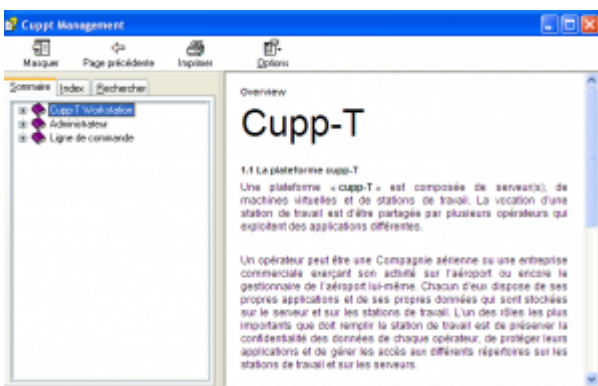 Cuppt Management
Masquer Page précédente Imprimer Options
Sommaire Index Rechercher
Cupp-T Workstation
Administrateur
Ligne de commande
Overview
Cupp-T
1.1 La plateforme cupp-T
Une plateforme « cupp-T » est composée de serveur(s), de
machines virtuelles et de stations de travail. La vocation d'une
station de travail est d'être partagée par plusieurs opérateurs qui
exploitent des applications différentes.
Un opérateur peut être une Compagnie aérienne ou une entreprise
commerciale exerçant son activité sur l'aéroport ou encore le
gestionnaire de l'aéroport lui-même. Chacun d'eux dispose de ses
propres applications et de ses propres données qui sont stockées
sur le serveur et sur les stations de travail. L'un des rôles les plus
importants que doit remplir la station de travail est de préserver la
confidentialité des données de chaque opérateur, de protéger leurs
applications et de gérer les accès aux différents répertoires sur les
stations de travail et sur les serveurs.